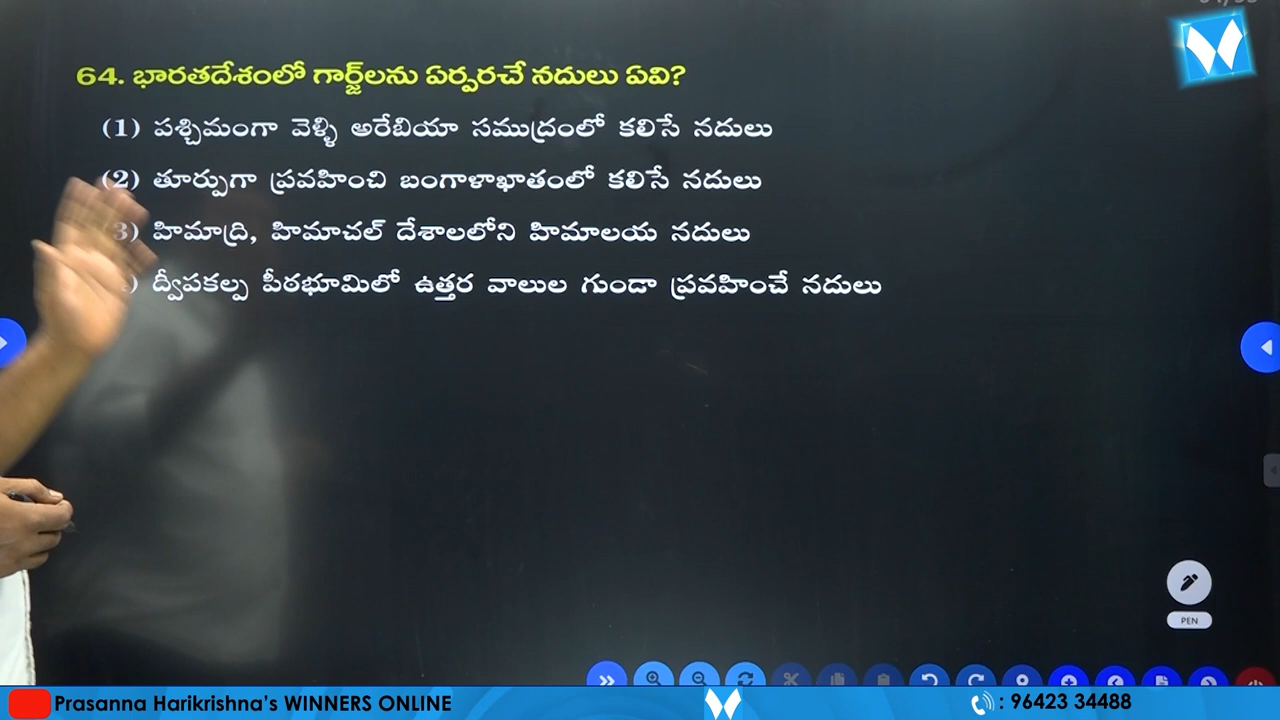 64. భారతదేశంలో గార్జ్‌లను ఏర్పరచే నదులు ఏవి?
(1) పశ్చిమంగా వెళ్ళి అరేబియా సముద్రంలో కలిసే నదులు
(2) తూర్పుగా ప్రవహించి బంగాళాఖాతంలో కలిసే నదులు
3) హిమాద్రి, హిమాచల్ దేశాలలోని హిమాలయ నదులు
) ద్వీపకల్ప పీఠభూమిలో ఉత్తర వాలుల గుండా ప్రవహించే నదులు
PEN
Prasanna Harikrishna's WINNERS ONLINE
: 96423 34488